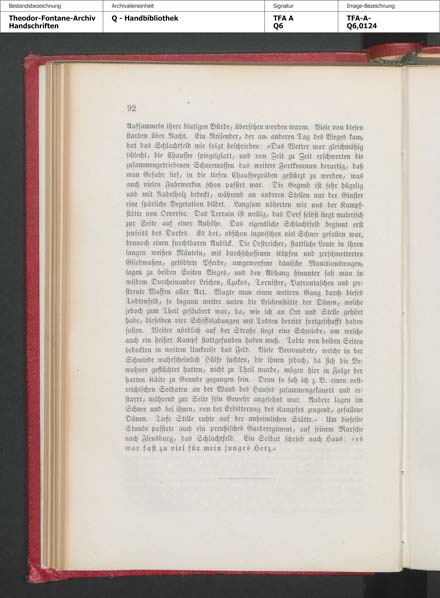 Bestandsbezeichnung
Theodor-Fontane-Archiv
Handschriften
Archivalieneinheit
Q - Handbibliothek
Signatur
TFA A
Q6
Image-Bezeichnung
TFA-A-
Q6,0124
92
Aufsammeln ihrer blutigen Bürde, übersehen worden waren. Viele von diesen
starben über Nacht. Ein Reisender, der am andern Tag des Weges kam,
hat das Schlachtfeld wie folgt beschrieben: »Das Wetter war gleichmäßig
schlecht, die Chaussee spiegelglatt, und von Zeit zu Zeit erschwerten die
zusammengetriebenen Schneemassen das weitere Fortkommen derartig, daß
man Gefahr lief, in die tiefen Chausseegräben gestürzt zu werden, was
auch vielen Fuhrwerken schon passirt war. Die Gegend ist sehr hügelig
und mit Nadelholz bedeckt, während an anderen Stellen nur der Ginster
eine spärliche Vegetation bildet. Langsam näherten wir uns der Kampf-
stätte von Oeversee. Das Terrain ist wellig, das Dorf selbst liegt malerisch
zur Seite auf einer Anhöhe. Das eigentliche Schlachtfeld beginnt erst
jenseits des Dorfes. Es bot, obschon inzwischen viel Schnee gefallen war,
dennoch einen furchtbaren Anblick. Die Oestreicher, stattliche Leute in ihren
langen weißen Mänteln, mit durchschossenen Köpfen und zerschmetterten
Gliedmaßen, getödtete Pferde, umgeworfene dänische Munitionswagen,
lagen zu beiden Seiten Weges, und den Abhang hinunter sah man in
wildem Durcheinander Leichen, Czakos, Tornister, Patrontaschen und zer-
streute Waffen aller Art. Wagte man einen weitren Gang durch dieses
Todtenfeld, so begann weiter unten die Leichenstätte der Dänen, welche
jedoch zum Theil gesäubert war, da, wie ich an Ort und Stelle gehört
habe, dieselben vier Schiffsladungen mit Todten bereits fortgeschafft haben
sollen. Weiter nördlich auf der Straße liegt eine Schmiede, um welche
auch ein heißer Kampf stattgefunden haben muß. Todte von beiden Seiten
bedeckten in weitem Umkreise das Feld. Viele Verwundete, welche in der
Schmiede wahrscheinlich Hülfe suchten, die ihnen jedoch, da sich die Be-
wohner geflüchtet hatten, nicht zu Theil wurde, mögen hier in Folge der
harten Kälte zu Grunde gegangen sein. Denn so sah ich z. B. einen oest-
reichischen Soldaten an der Wand des Hauses zusammengekauert und er-
starrt, während zur Seite sein Gewehr angelehnt war. Andere lagen im
Schnee und bei ihnen, von der Erbitterung des Kampfes zeugend, gefallene
Dänen. Tiefe Stille ruhte auf der unheimlichen Stätte.« Um dieselbe
Stunde passirte auch ein preußisches Garderegiment, auf seinem Marsche
nach Flensburg, das Schlachtfeld. Ein Soldat schrieb nach Haus: »es
war fast zu viel für mein junges Herz.«